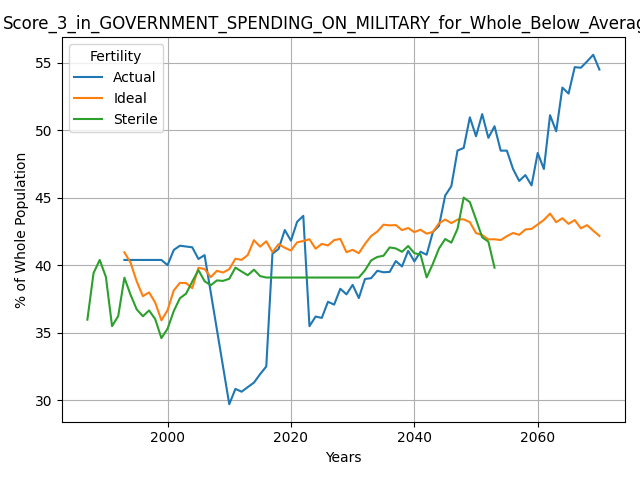 Score_3_in_GOVERNMENT_SPENDING_ON_MILITARY_for_Whole_Below_Averag
Fertility
Actual
Ideal
Sterile
% of Whole Population
55
50
45
40
35
30
2000
2020
2040
2060
Years